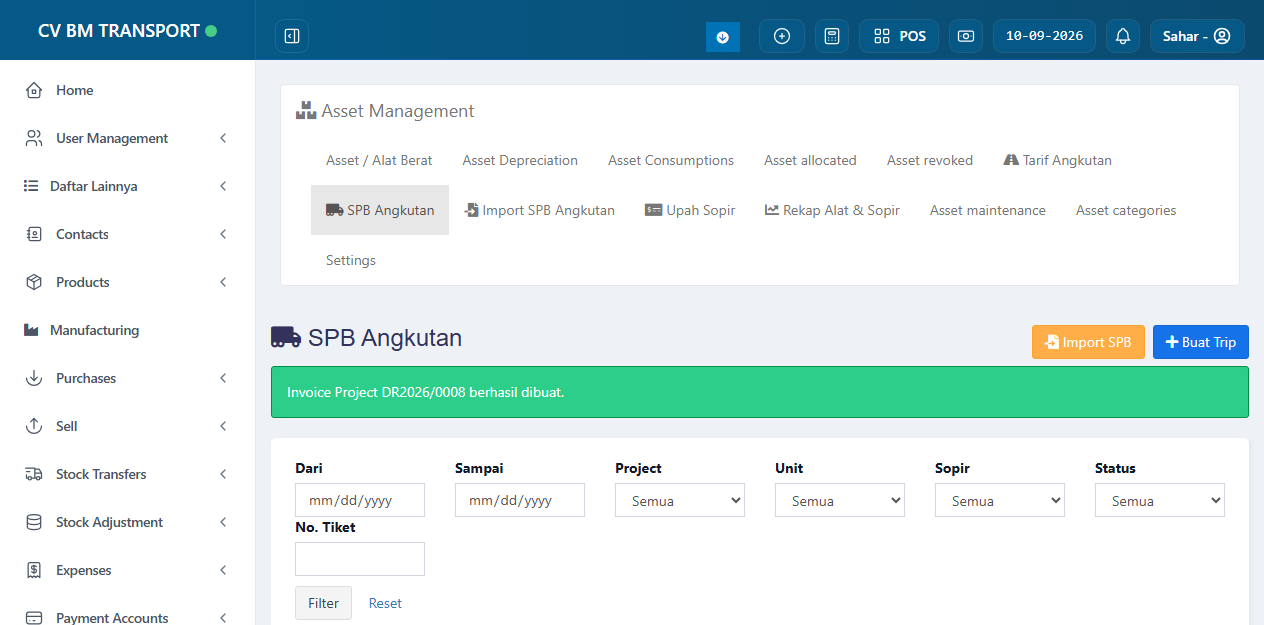 CV BM TRANSPORT
POS
10-09-2026
Sahar -
Home
User Management
Daftar Lainnya
Contacts
Products
Manufacturing
Purchases
Sell
Stock Transfers
Stock Adjustment
Expenses
Payment Accounts
Asset Management
Asset / Alat Berat Asset Depreciation Asset Consumptions Asset allocated Asset revoked Tarif Angkutan
SPB Angkutan Import SPB Angkutan Upah Sopir Rekap Alat & Sopir Asset maintenance Asset categories
Settings
SPB Angkutan
Import SPB Buat Trip
Invoice Project DR2026/0008 berhasil dibuat.
Dari Sampai Project Unit Sopir Status
mm/dd/yyyy mm/dd/yyyy Semua Semua Semua Semua
No. Tiket
Filter Reset